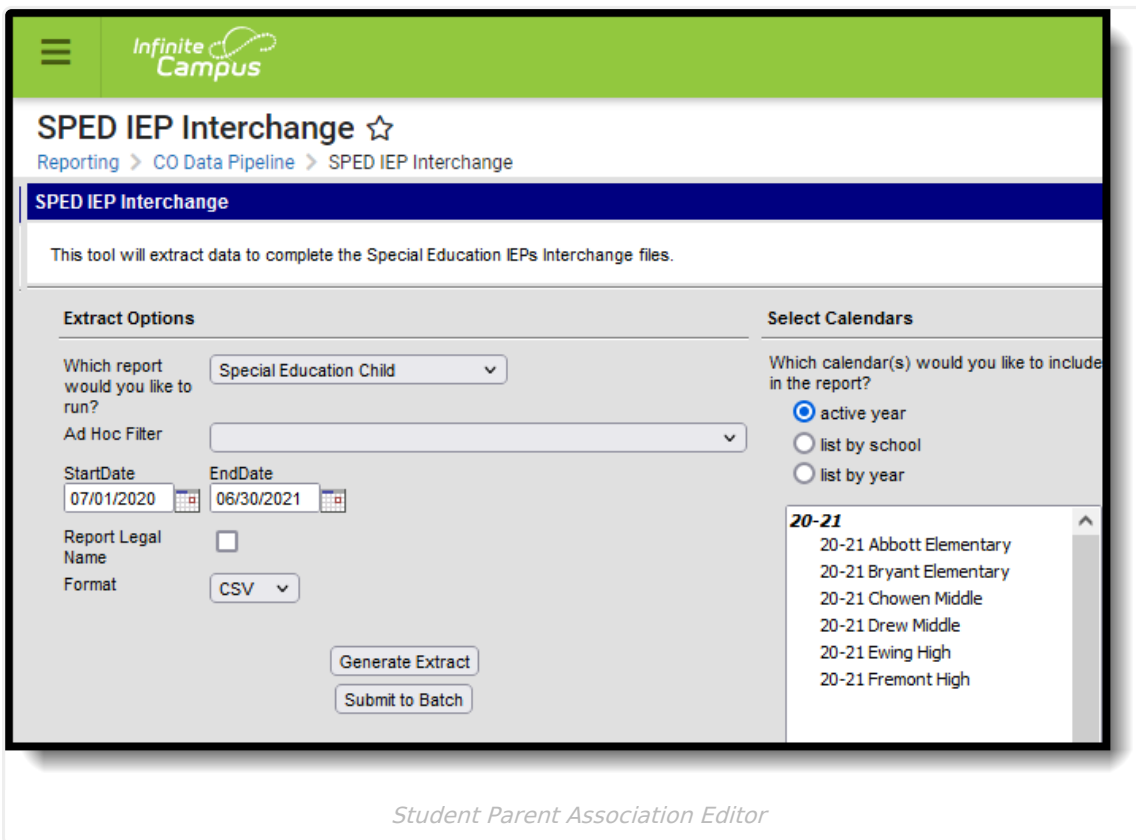 Infinite
Campus
SPED IEP Interchange
Reporting > CO Data Pipeline > SPED IEP Interchange
SPED IEP Interchange
This tool will extract data to complete the Special Education IEPs Interchange files.
Extract Options
Which report
would you like to
run?
Special Education Child
Ad Hoc Filter
StartDate
EndDate
07/01/2020
06/30/2021
Report Legal
Name
Format
CSV
Generate Extract
Submit to Batch
Select Calendars
Which calendar(s) would you like to include
in the report?
active year
list by school
list by year
20-21
20-21 Abbott Elementary
20-21 Bryant Elementary
20-21 Chowen Middle
20-21 Drew Middle
20-21 Ewing High
20-21 Fremont High
Student Parent Association Editor